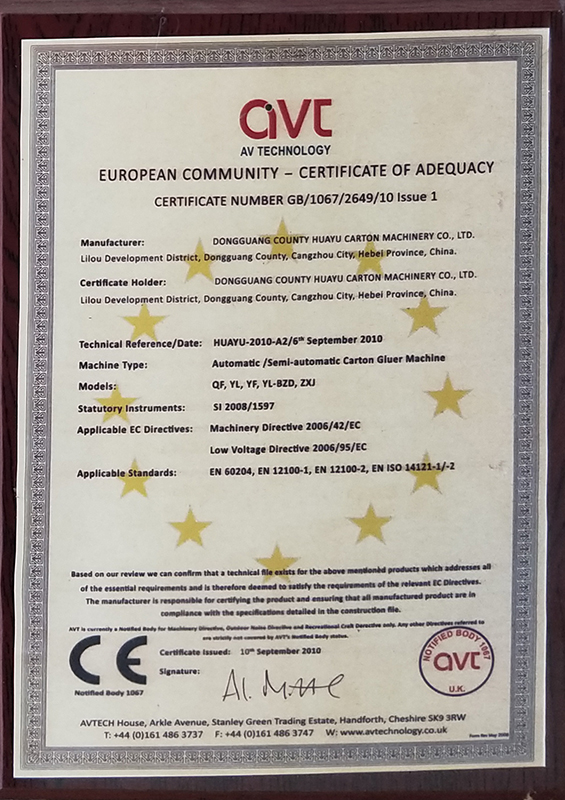 avt
AV TECHNOLOGY
EUROPEAN COMMUNITY – CERTIFICATE OF ADEQUACY
CERTIFICATE NUMBER GB/1067/2649/10 Issue 1
Manufacturer: DONGGUANG COUNTY HUAYU CARTON MACHINERY CO., LTD.
Lilou Development District, Dongguang County, Cangzhou City, Hebei Province, China.
Certificate Holder: DONGGUANG COUNTY HUAYU CARTON MACHINERY CO., LTD.
Lilou Development District, Dongguang County, Cangzhou City, Hebei Province, China.
Technical Reference/Date: HUAYU-2010-A2/6th September 2010
Machine Type: Automatic /Semi-automatic Carton Gluer Machine
Models: QF, YL, YF, YL-BZD, ZXJ
Statutory Instruments: SI 2008/1597
Applicable EC Directives: Machinery Directive 2006/42/EC
Low Voltage Directive 2006/95/EC
Applicable Standards: EN 60204, EN 12100-1, EN 12100-2, EN ISO 14121-1/-2
Based on our review we can confirm that a technical file exists for the above mentioned products which addresses all
of the essential requirements and is therefore deemed to satisfy the requirements of the relevant EC Directives.
The manufacturer is responsible for certifying the product and ensuring that all manufactured product are in
compliance with the specifications detailed in the construction file.
AVT is currently a Notified Body for Machinery Directive, Outdoor Noise Directive and Recreational Craft Directive only. Any other Directives referred to
are strictly not covered by AVT's Notified Body status.
CE
Notified Body 1067
Certificate Issued: 10th September 2010
Signature:
NOTIFIED BODY 1067
avt
U.K.
AVTECH House, Arkle Avenue, Stanley Green Trading Estate, Handforth, Cheshire SK9 3RW
T: +44 (0)161 486 3737 F: +44 (0)161 486 3747 W: www.avtechnology.co.uk
Form Rev May 2008